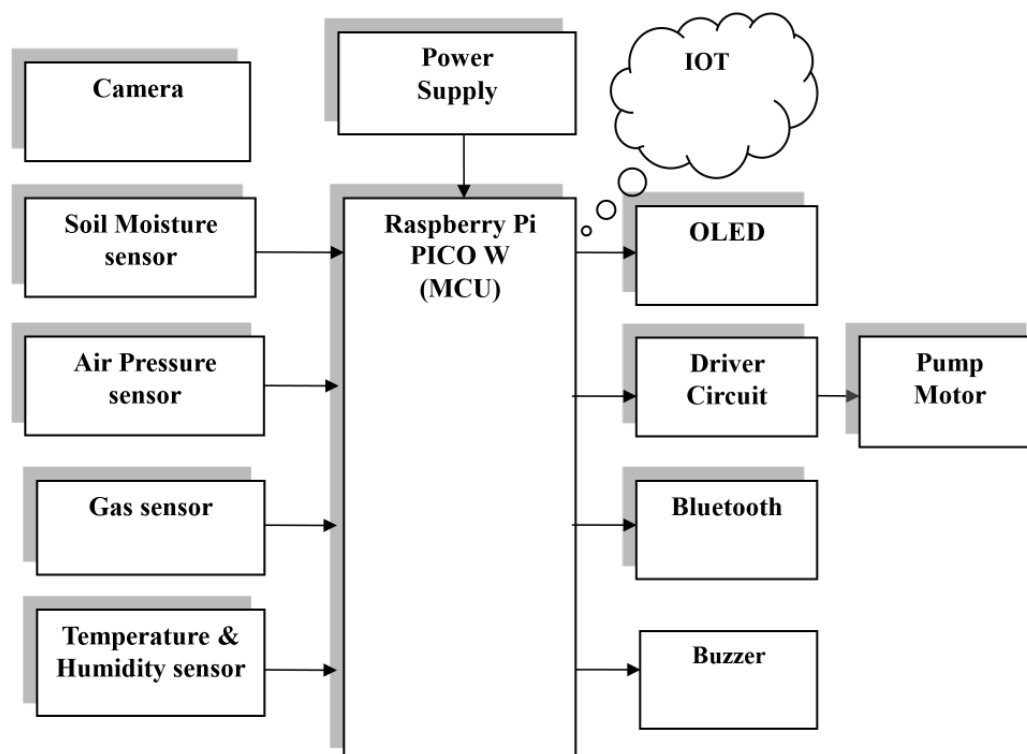 Camera
Power
Supply
IOT
Soil Moisture
sensor
Raspberry Pi
PICO W
(MCU)
OLED
Air Pressure
sensor
Driver
Circuit
Pump
Motor
Gas sensor
Bluetooth
Temperature &
Humidity sensor
Buzzer